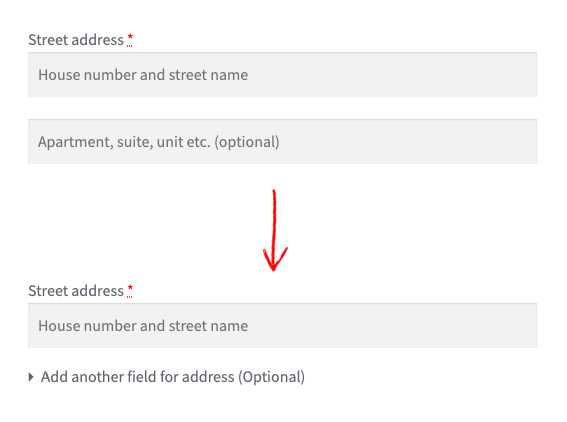 Street address *
House number and street name
Apartment, suite, unit etc. (optional)
Street address *
House number and street name
Add another field for address (Optional)